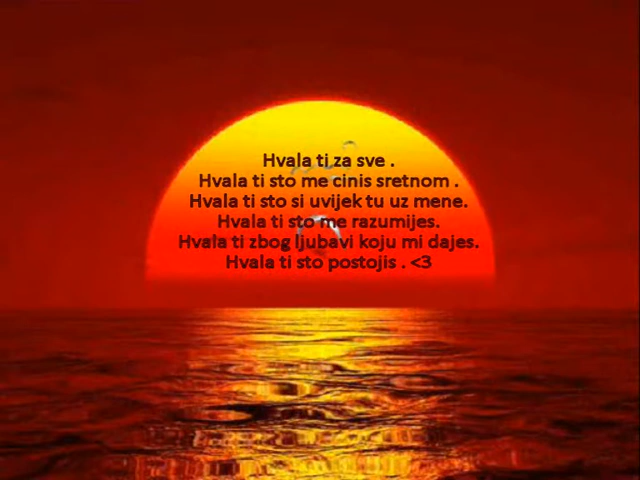 Hvala ti za sve .
Hvala ti sto me cinis sretnom .
Hvala ti sto si uvijek tu uz mene.
Hvala ti sto me razumijes.
Hvala ti zbog ljubavi koju mi dajes.
Hvala ti sto postojis . <3